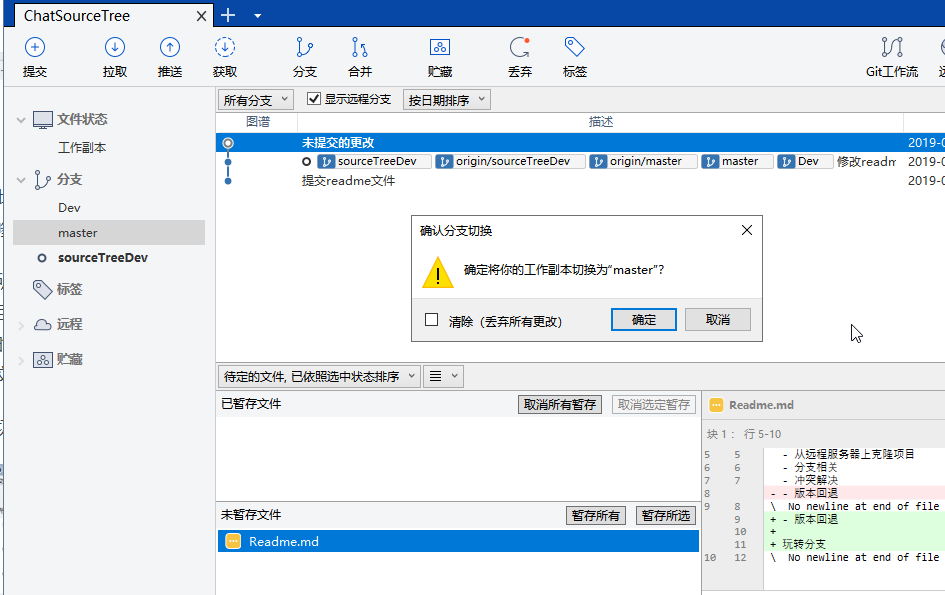 ChatSourceTree
提交
拉取
推送
获取
分支
合并
贮藏
丢弃
标签
Git工作流
所有分支
显示远程分支
按日期排序
文件状态
工作副本
分支
Dev
master
sourceTreeDev
标签
远程
贮藏
图谱 描述
未提交的更改 2019-0
sourceTreeDev origin/sourceTreeDev origin/master master Dev 修改readm 2019-0
提交readme文件 2019-0
确认分支切换
确定将你的工作副本切换为“master”?
清除（丢弃所有更改）
确定 取消
待定的文件, 已依照选中状态排序
已暂存文件 取消所有暂存 取消选定暂存
未暂存文件 暂存所有 暂存所选
Readme.md
Readme.md
块 1： 行 5-10
5 5 - 从远程服务器上克隆项目
6 6 - 分支相关
7 7 - 冲突解决
8 - - 版本回退
9 8 \ No newline at end of file
9 + - 版本回退
10 +
11 + 玩转分支
10 12 \ No newline at end of file